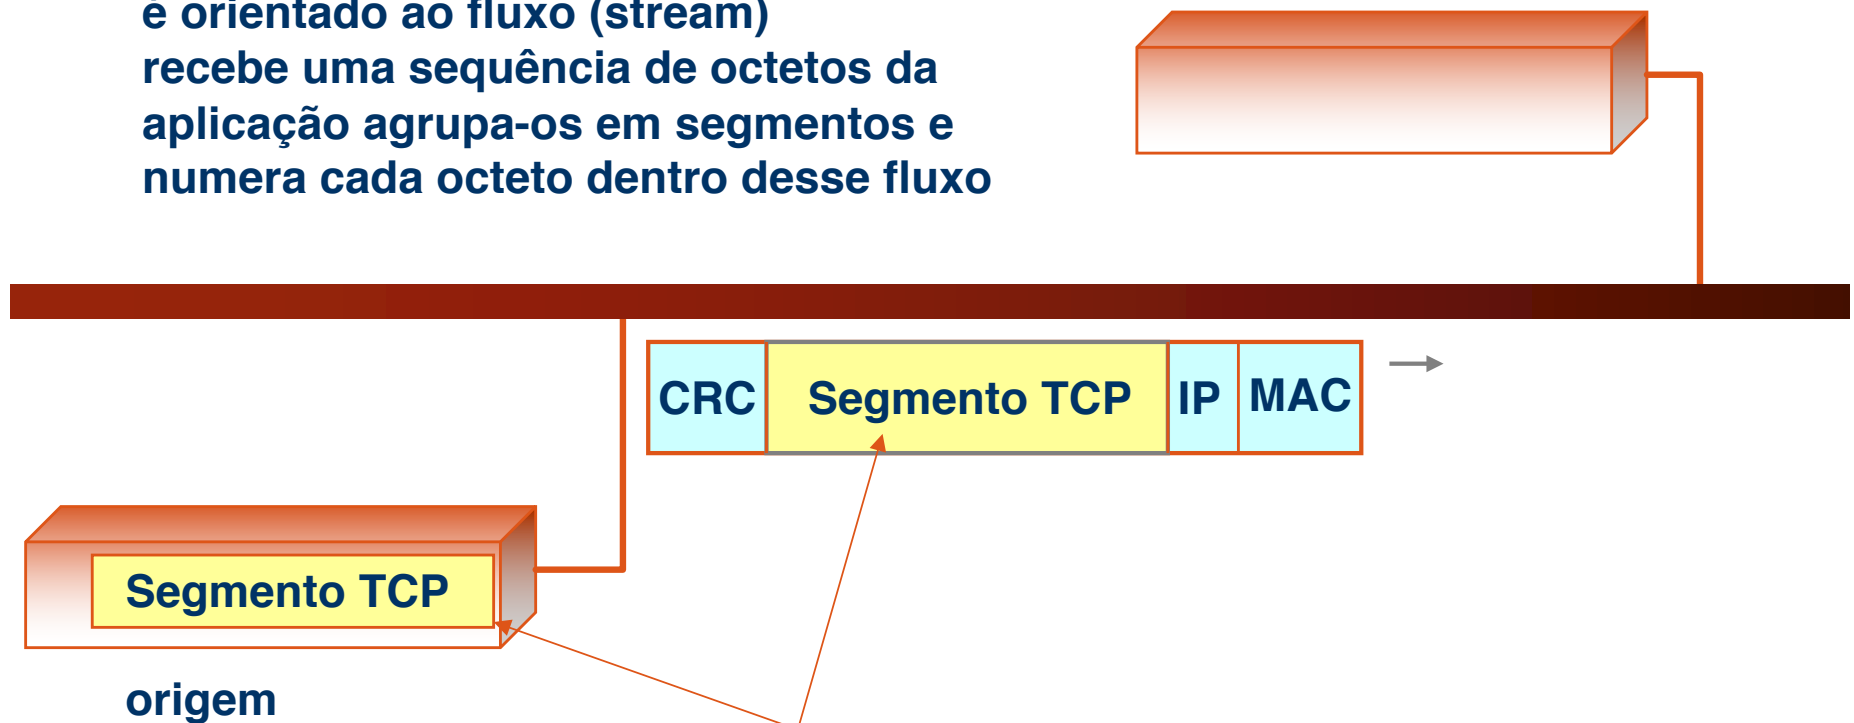 é orientado ao fluxo (stream)
recebe uma sequência de octetos da
aplicação agrupa-os em segmentos e
numera cada octeto dentro desse fluxo
CRC Segmento TCP IP MAC
Segmento TCP
origem